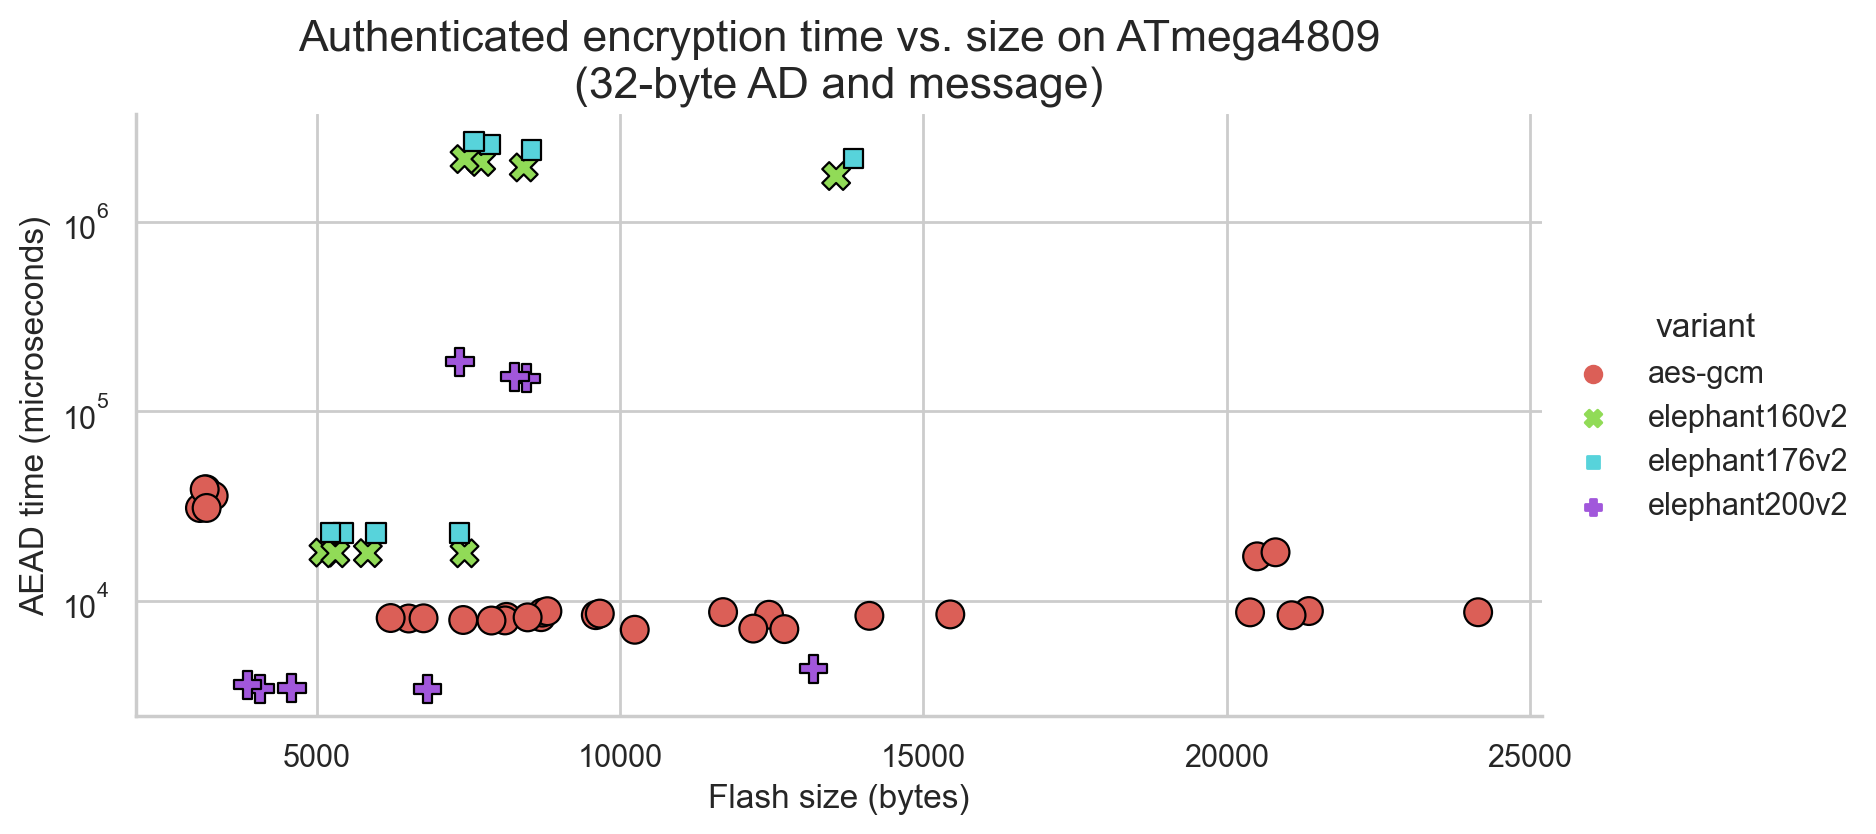 Authenticated encryption time vs. size on ATmega4809
(32-byte AD and message)
AEAD time (microseconds)
10^6
10^5
10^4
5000 10000 15000 20000 25000
Flash size (bytes)
variant
aes-gcm
elephant160v2
elephant176v2
elephant200v2